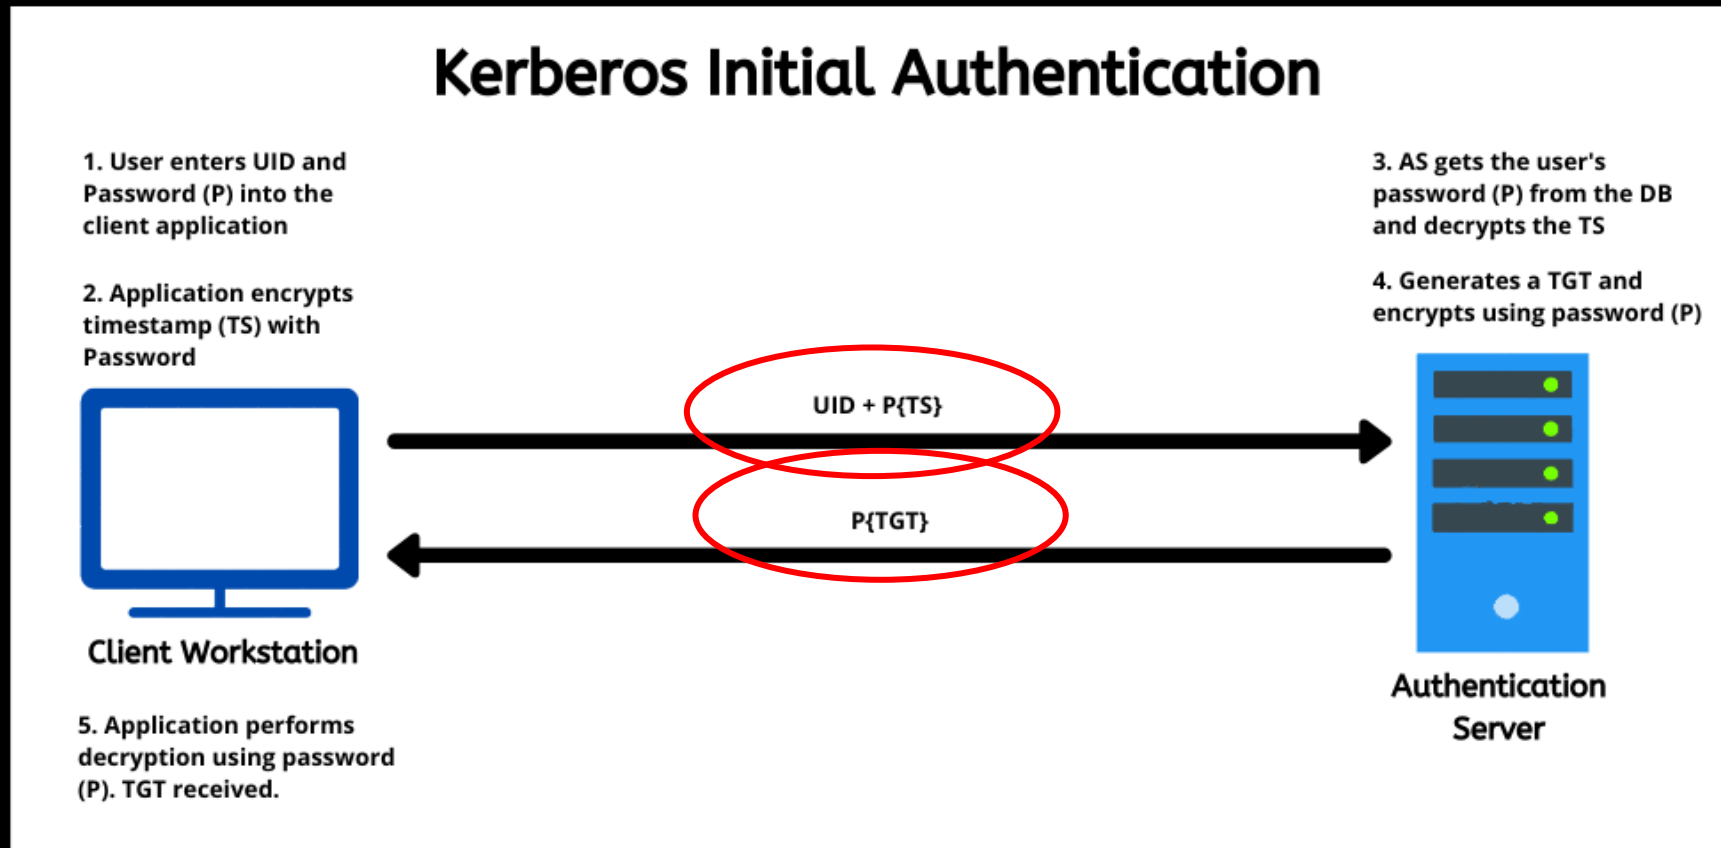 Kerberos Initial Authentication
1. User enters UID and
Password (P) into the
client application
2. Application encrypts
timestamp (TS) with
Password
3. AS gets the user's
password (P) from the DB
and decrypts the TS
4. Generates a TGT and
encrypts using password (P)
UID + P{TS}
P{TGT}
Client Workstation
Authentication
Server
5. Application performs
decryption using password
(P). TGT received.